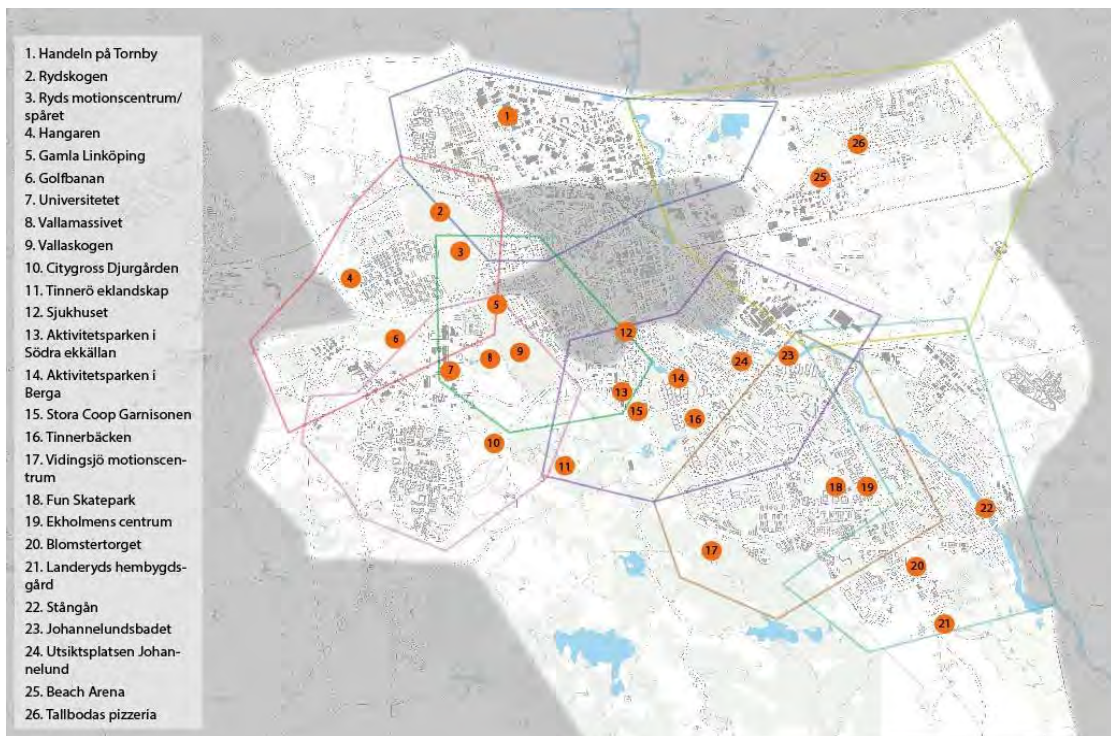 1. Handeln på Tornby
2. Rydskogen
3. Ryds motionscentrum/
spåret
4. Hangaren
5. Gamla Linköping
6. Golfbanan
7. Universitetet
8. Vallamassivet
9. Vallaskogen
10. Citygross Djurgården
11. Tinnerö eklandskap
12. Sjukhuset
13. Aktivitetsparken i
Södra ekkällan
14. Aktivitetsparken i
Berga
15. Stora Coop Garnisonen
16. Tinnerbäcken
17. Vidingsjö motionscen-
trum
18. Fun Skatepark
19. Ekholmens centrum
20. Blomstertorget
21. Landeryds hembygds-
gård
22. Stångån
23. Johannelundsbadet
24. Utsiktsplatsen Johan-
nelund
25. Beach Arena
26. Tallbodas pizzeria
1
26
25
2
3
4
5
12
6
9
8
23
24
7
14
13
15
16
10
11
18
19
22
17
20
21